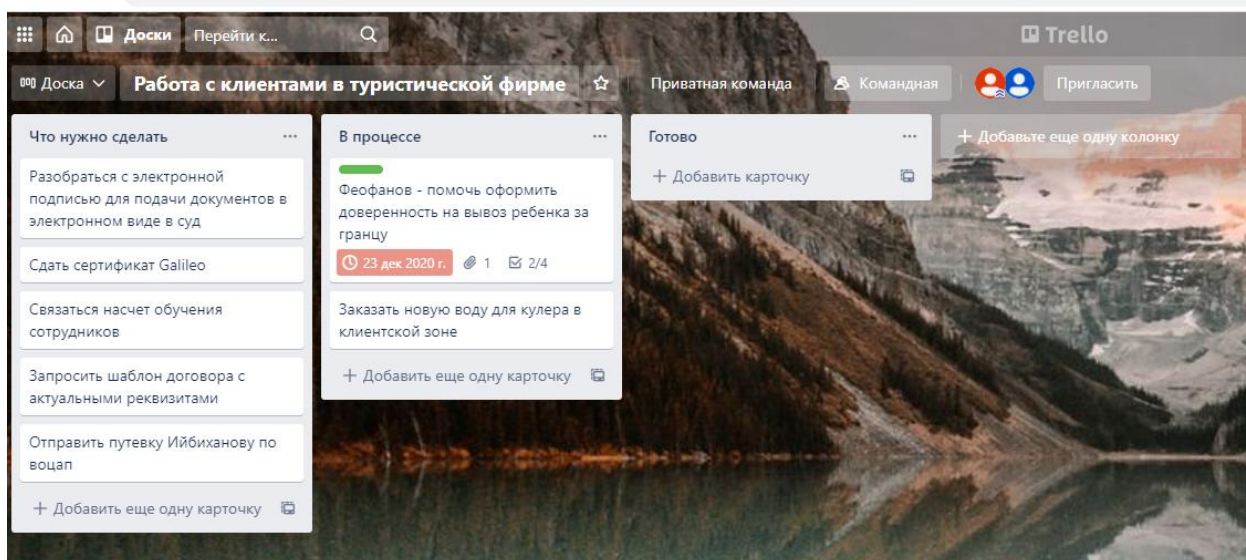 Доски
Перейти к...
Trello
Доска
Работа с клиентами в туристической фирме
Приватная команда
Командная
Пригласить
Что нужно сделать
Разобраться с электронной
подписью для подачи документов в
электронном виде в суд
Сдать сертификат Galileo
Связаться насчет обучения
сотрудников
Запросить шаблон договора с
актуальными реквизитами
Отправить путевку Ийбиханову по
воцап
+ Добавить еще одну карточку
В процессе
Феофанов - помочь оформить
доверенность на вывоз ребенка за
гранцу
23 дек 2020 г. 1 2/4
Заказать новую воду для кулера в
клиентской зоне
+ Добавить еще одну карточку
Готово
+ Добавить карточку
+ Добавьте еще одну колонку